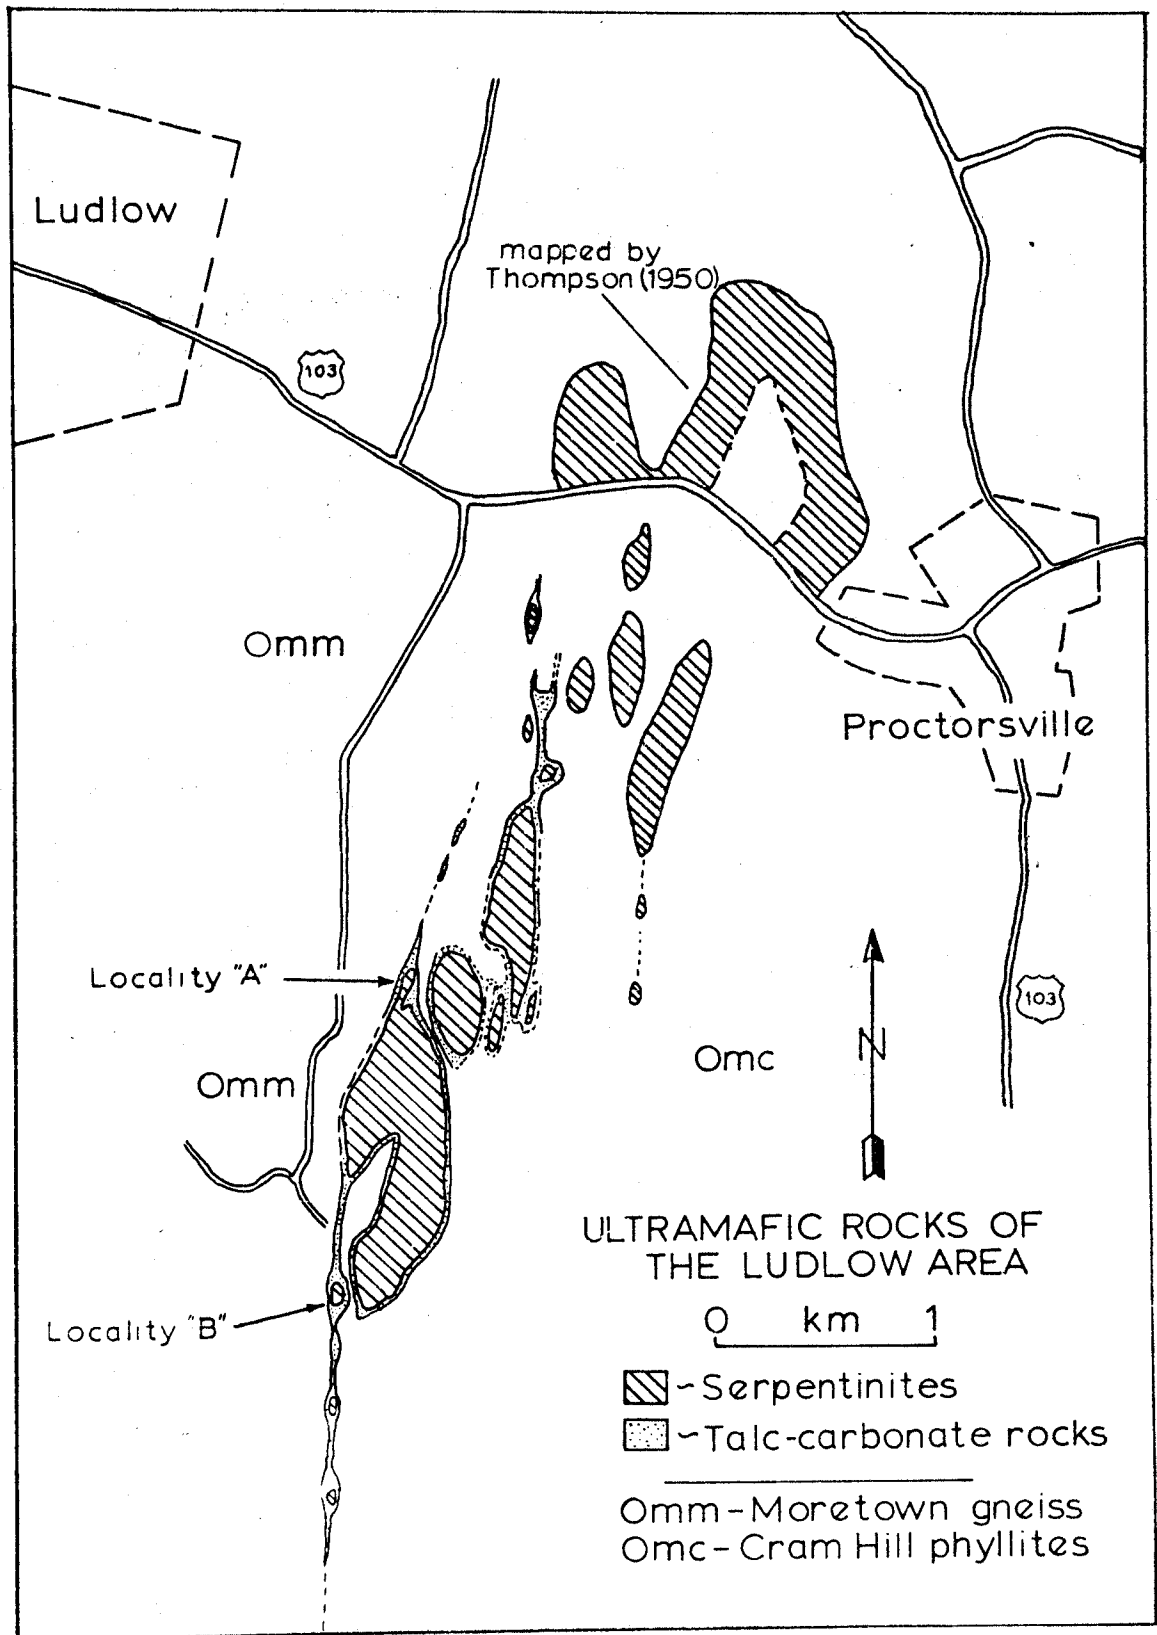 Ludlow
mapped by
Thompson (1950)
103
Omm
Proctorsville
Locality "A"
103
Omc
N
Omm
ULTRAMAFIC ROCKS OF
THE LUDLOW AREA
0 km 1
Locality "B"
~Serpentinites
~Talc-carbonate rocks
Omm-Moretown gneiss
Omc-Cram Hill phyllites